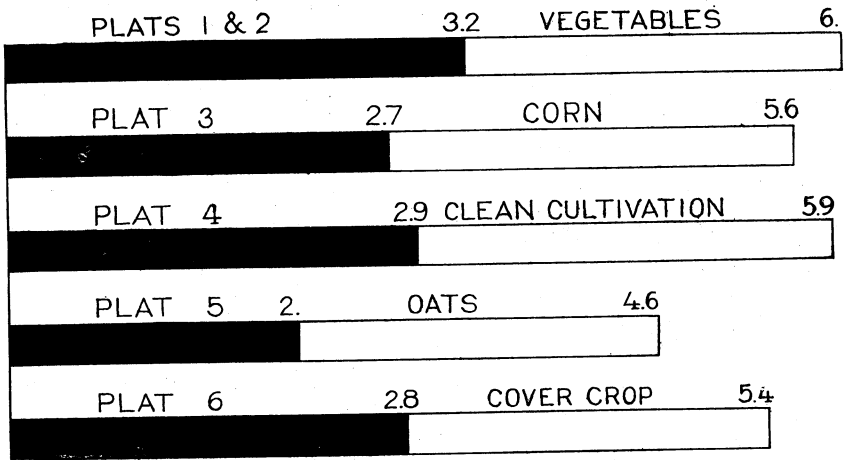 PLATS 1 & 2 3.2 VEGETABLES 6.
PLAT 3 2.7 CORN 5.6
PLAT 4 2.9 CLEAN CULTIVATION 5.9
PLAT 5 2. OATS 4.6
PLAT 6 2.8 COVER CROP 5.4